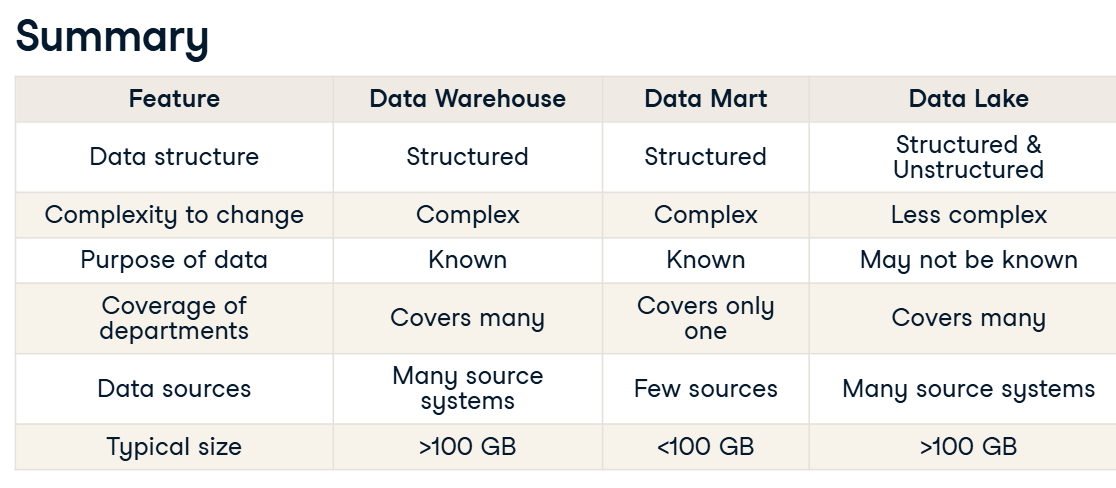 Summary
Feature Data Warehouse Data Mart Data Lake
Data structure Structured Structured Structured &
Unstructured
Complexity to change Complex Complex Less complex
Purpose of data Known Known May not be known
Coverage of
departments Covers many Covers only
one Covers many
Data sources Many source
systems Few sources Many source systems
Typical size >100 GB <100 GB >100 GB